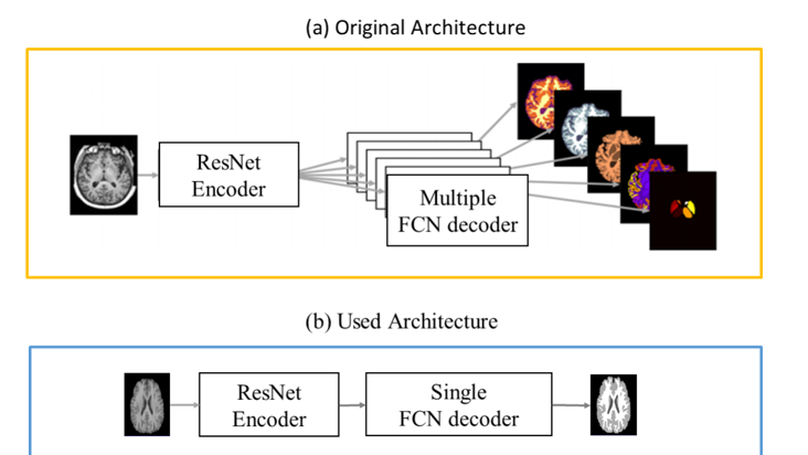 (a) Original Architecture
ResNet
Encoder
Multiple
FCN decoder
(b) Used Architecture
ResNet
Encoder
Single
FCN decoder